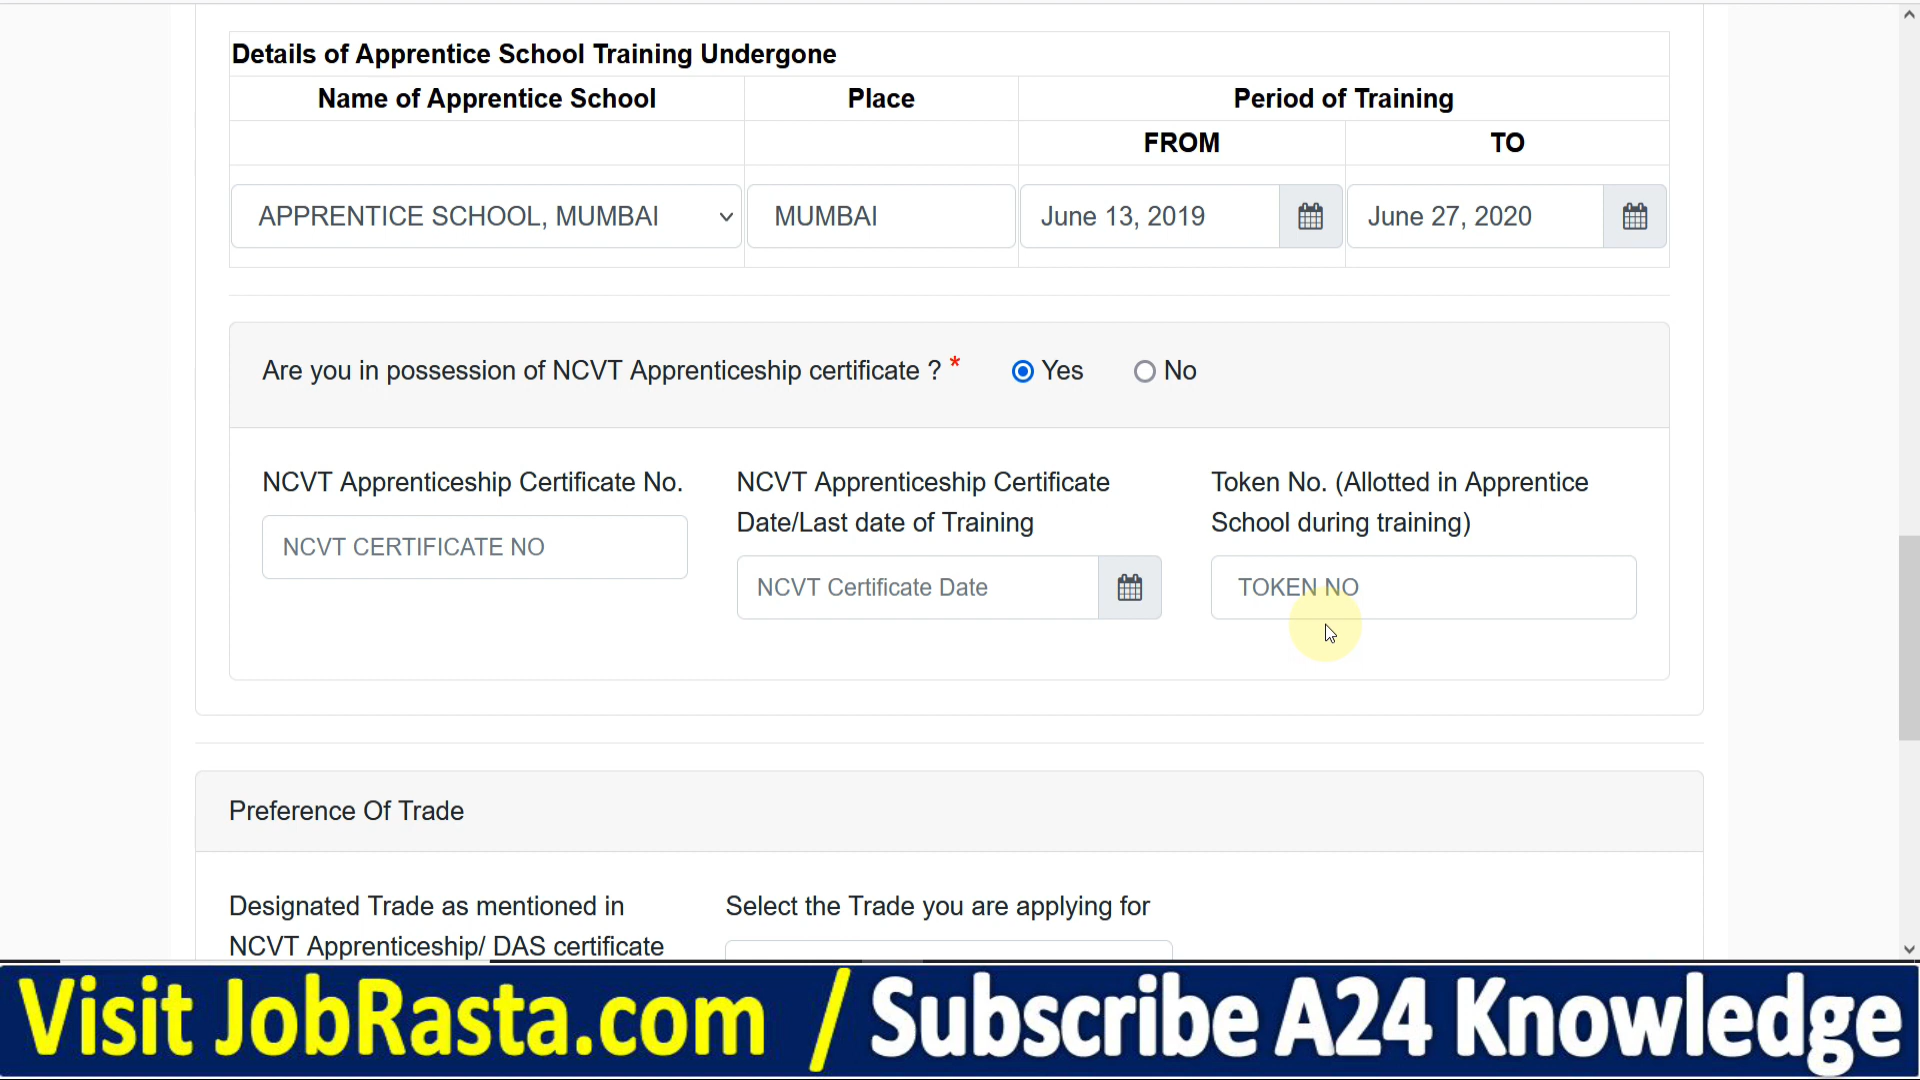 Details of Apprentice School Training Undergone
Name of Apprentice School Place Period of Training
FROM TO
APPRENTICE SCHOOL, MUMBAI MUMBAI June 13, 2019 June 27, 2020
Are you in possession of NCVT Apprenticeship certificate ? * Yes No
NCVT Apprenticeship Certificate No.
NCVT CERTIFICATE NO
NCVT Apprenticeship Certificate
Date/Last date of Training
NCVT Certificate Date
Token No. (Allotted in Apprentice
School during training)
TOKEN NO
Preference Of Trade
Designated Trade as mentioned in
NCVT Apprenticeship/ DAS certificate
Select the Trade you are applying for
Visit JobRasta.com / Subscribe A24 Knowledge